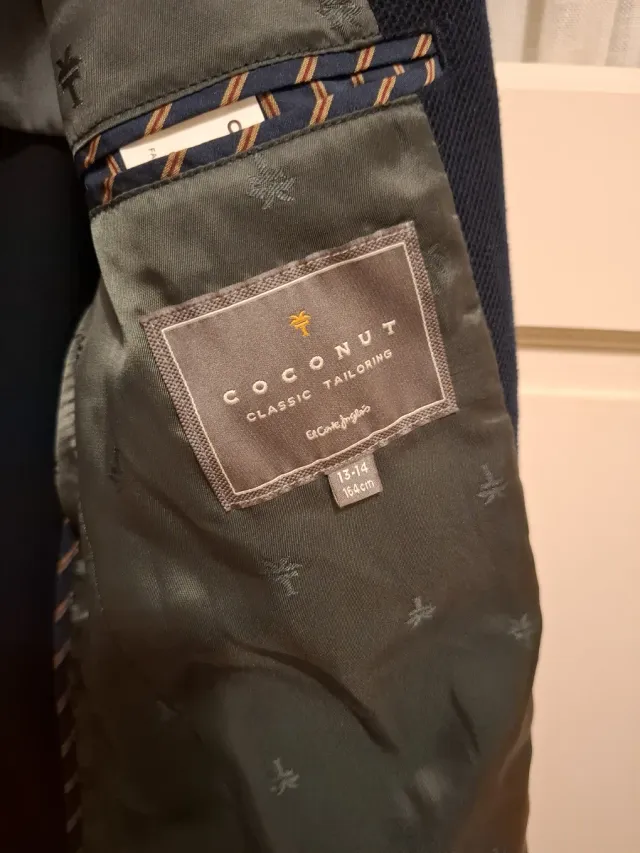 COCONUT
CLASSIC TAILORING
El Corte Inglés
13-14
164cm